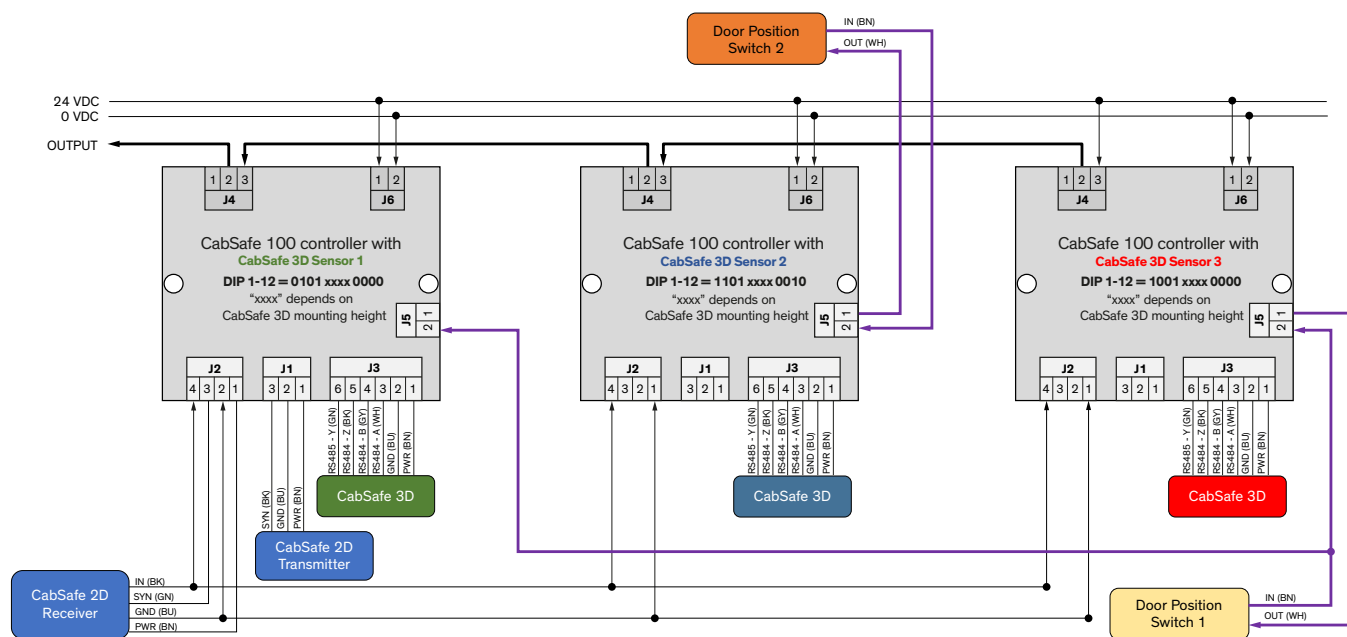 Door Position
Switch 2
IN (BN)
OUT (WH)
24 VDC
0 VDC
OUTPUT
1 2 3
J4
1 2
J6
CabSafe 100 controller with
CabSafe 3D Sensor 1
DIP 1-12 = 0101 xxxx 0000
"xxxx" depends on
CabSafe 3D mounting height
J5
1
2
J2
4 3 2 1
J1
3 2 1
J3
6 5 4 3 2 1
RS485 - Y (GN)
RS484 - Z (BK)
RS484 - B (GY)
RS484 - A (WH)
GND (BU)
PWR (BN)
CabSafe 3D
SYN (BK)
GND (BU)
PWR (BN)
CabSafe 2D
Transmitter
1 2 3
J4
1 2
J6
CabSafe 100 controller with
CabSafe 3D Sensor 2
DIP 1-12 = 1101 xxxx 0010
"xxxx" depends on
CabSafe 3D mounting height
J5
1
2
J2
4 3 2 1
J1
3 2 1
J3
6 5 4 3 2 1
RS485 - Y (GN)
RS484 - Z (BK)
RS484 - B (GY)
RS484 - A (WH)
GND (BU)
PWR (BN)
CabSafe 3D
1 2 3
J4
1 2
J6
CabSafe 100 controller with
CabSafe 3D Sensor 3
DIP 1-12 = 1001 xxxx 0000
"xxxx" depends on
CabSafe 3D mounting height
J5
1
2
J2
4 3 2 1
J1
3 2 1
J3
6 5 4 3 2 1
RS485 - Y (GN)
RS484 - Z (BK)
RS484 - B (GY)
RS484 - A (WH)
GND (BU)
PWR (BN)
CabSafe 3D
CabSafe 2D
Receiver
IN (BK)
SYN (GN)
GND (BU)
PWR (BN)
Door Position
Switch 1
IN (BN)
OUT (WH)